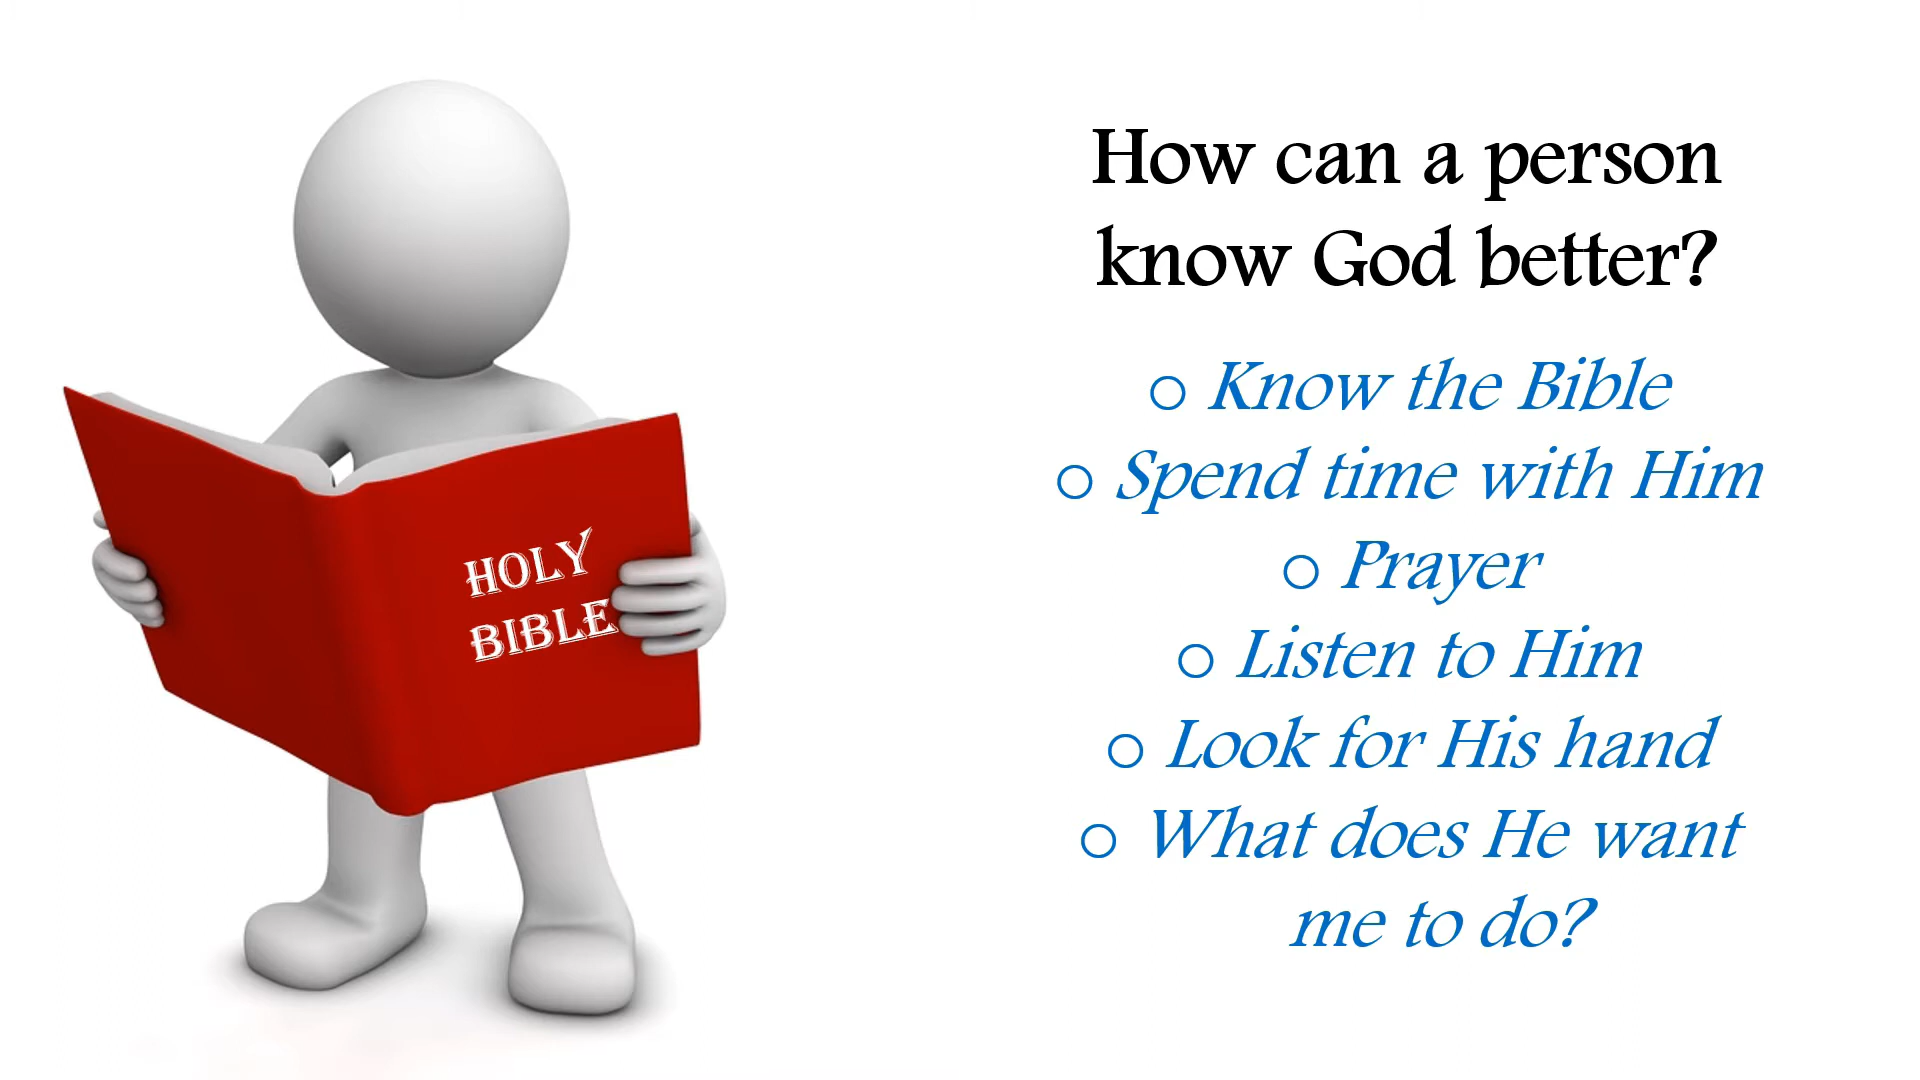 HOLY
BIBLE
How can a person
know God better?
o Know the Bible
o Spend time with Him
o Prayer
o Listen to Him
o Look for His hand
o What does He want
me to do?